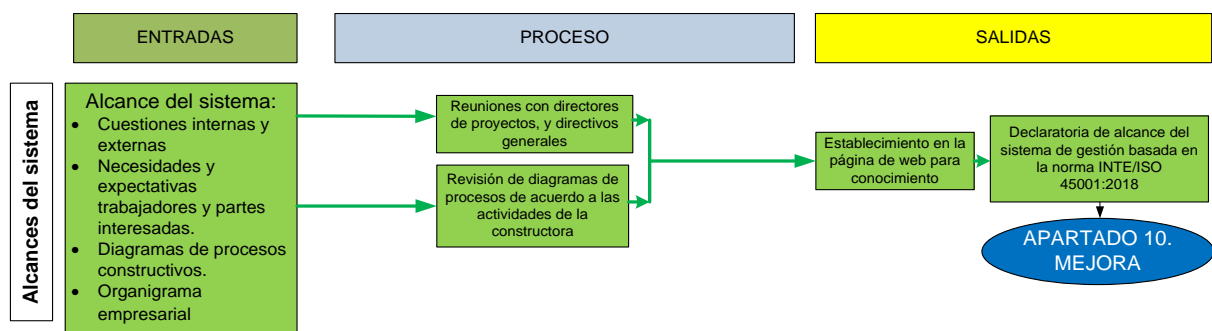 ENTRADAS
PROCESO
SALIDAS
Alcances del sistema
Alcance del sistema:
• Cuestiones internas y
externas
• Necesidades y
expectativas
trabajadores y partes
interesadas.
• Diagramas de procesos
constructivos.
• Organigrama
empresarial
Reuniones con directores
de proyectos, y directivos
generales
Revisión de diagramas de
procesos de acuerdo a las
actividades de la
constructora
Establecimiento en la
página de web para
conocimiento
Declaratoria de alcance del
sistema de gestión basada en
la norma INTE/ISO
45001:2018
APARTADO 10.
MEJORA